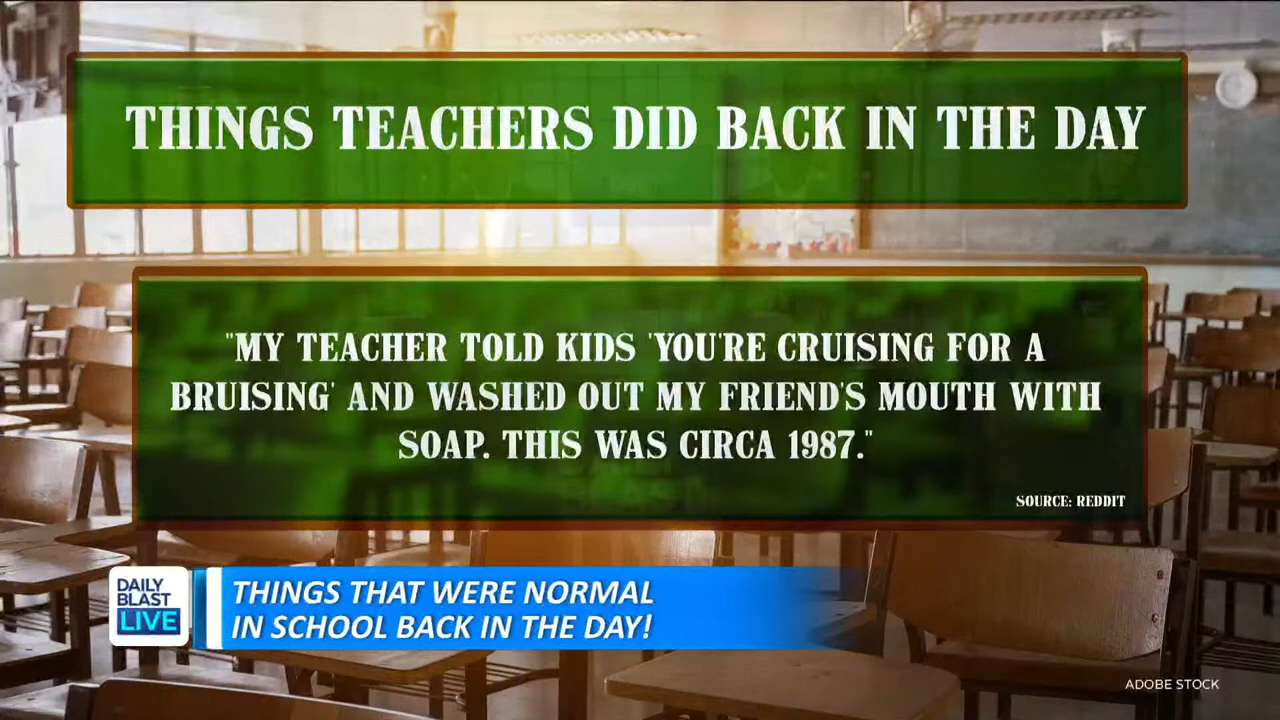 THINGS TEACHERS DID BACK IN THE DAY
"MY TEACHER TOLD KIDS 'YOU'RE CRUISING FOR A
BRUISING' AND WASHED OUT MY FRIEND'S MOUTH WITH
SOAP. THIS WAS CIRCA 1987."
SOURCE: REDDIT
DAILY
BLAST
LIVE
THINGS THAT WERE NORMAL
IN SCHOOL BACK IN THE DAY!
ADOBE STOCK